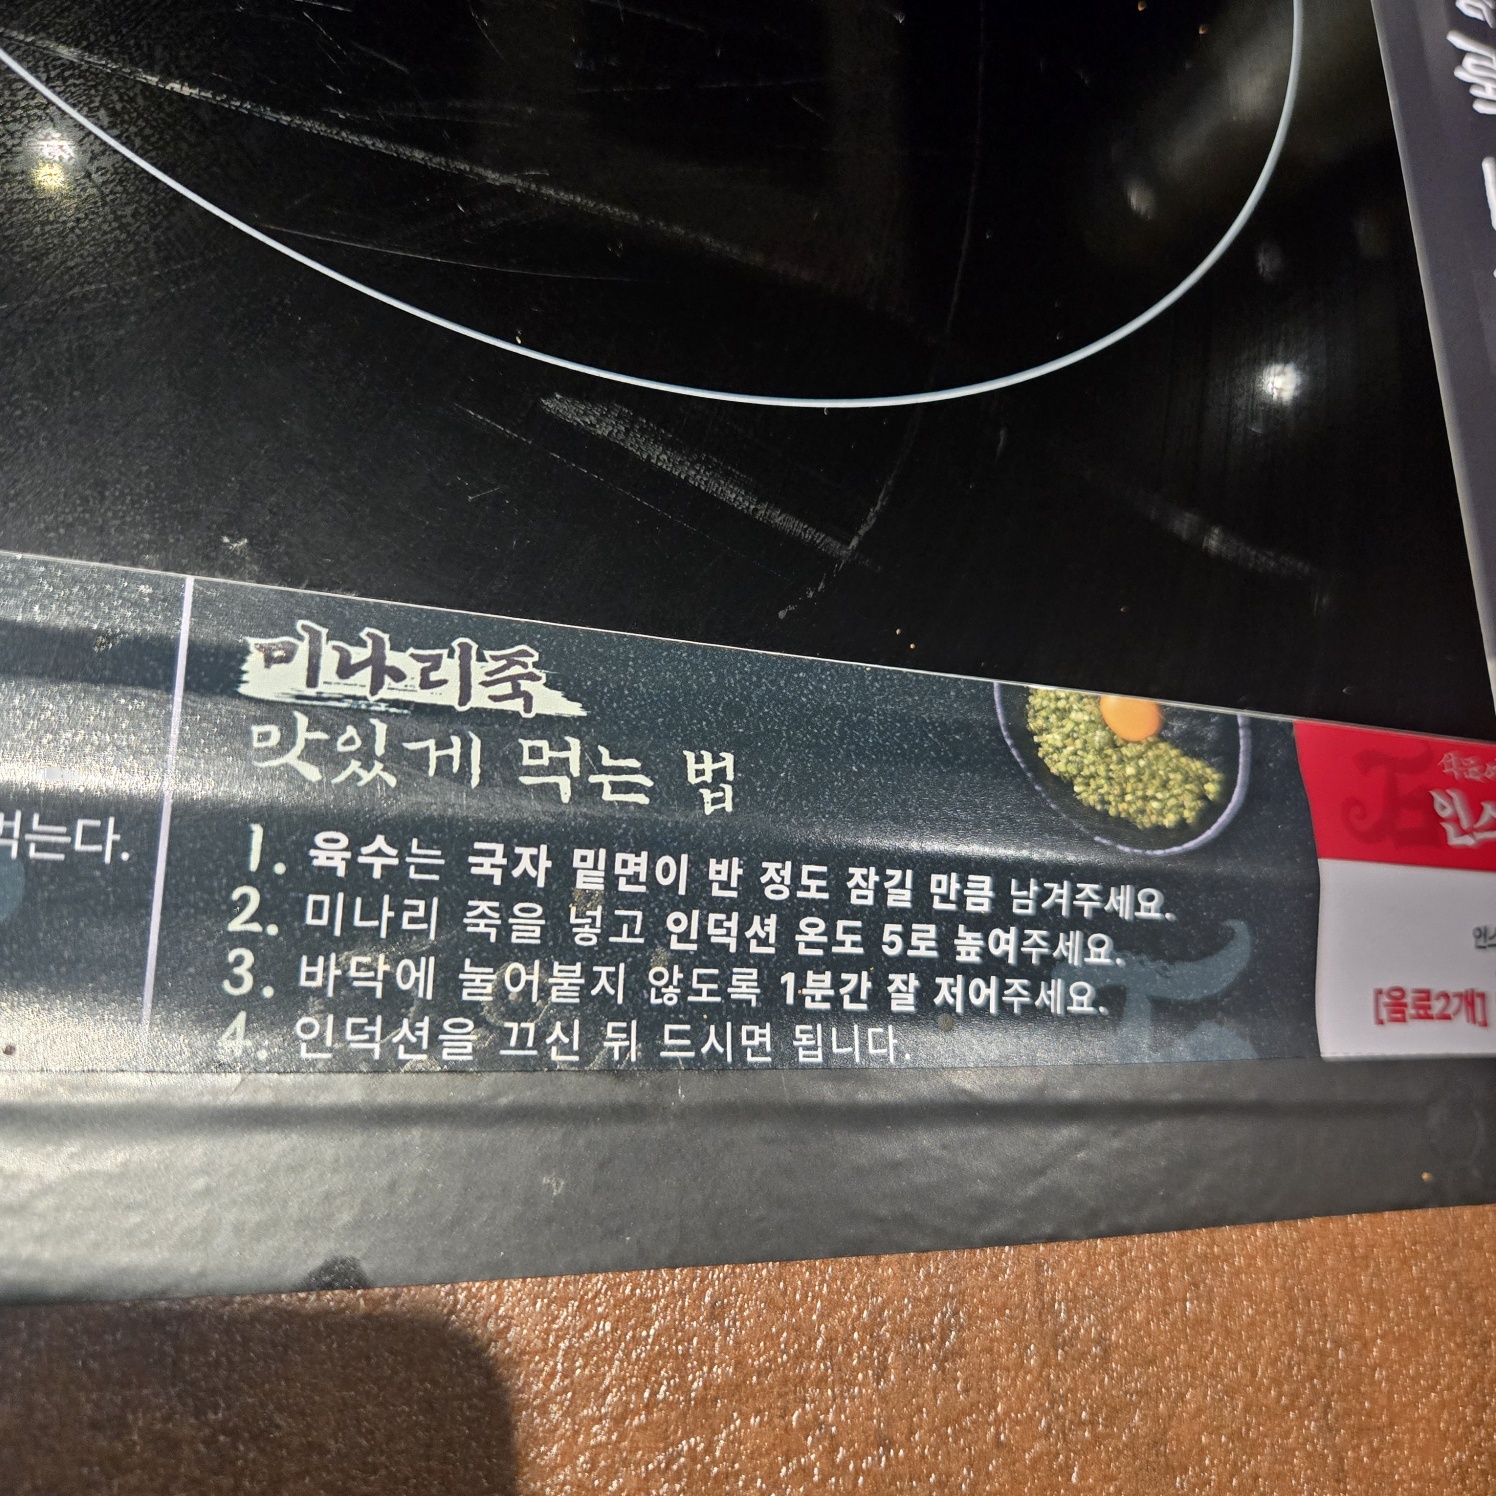 먹는다.
미나리죽
맛있게 먹는 법
1. 육수는 국자 밑면이 반 정도 잠길 만큼 남겨주세요.
2. 미나리 죽을 넣고 인덕션 온도 5로 높여주세요.
3. 바닥에 눌어붙지 않도록 1분간 잘 저어주세요.
4. 인덕션을 끄신 뒤 드시면 됩니다.
[음료2개]